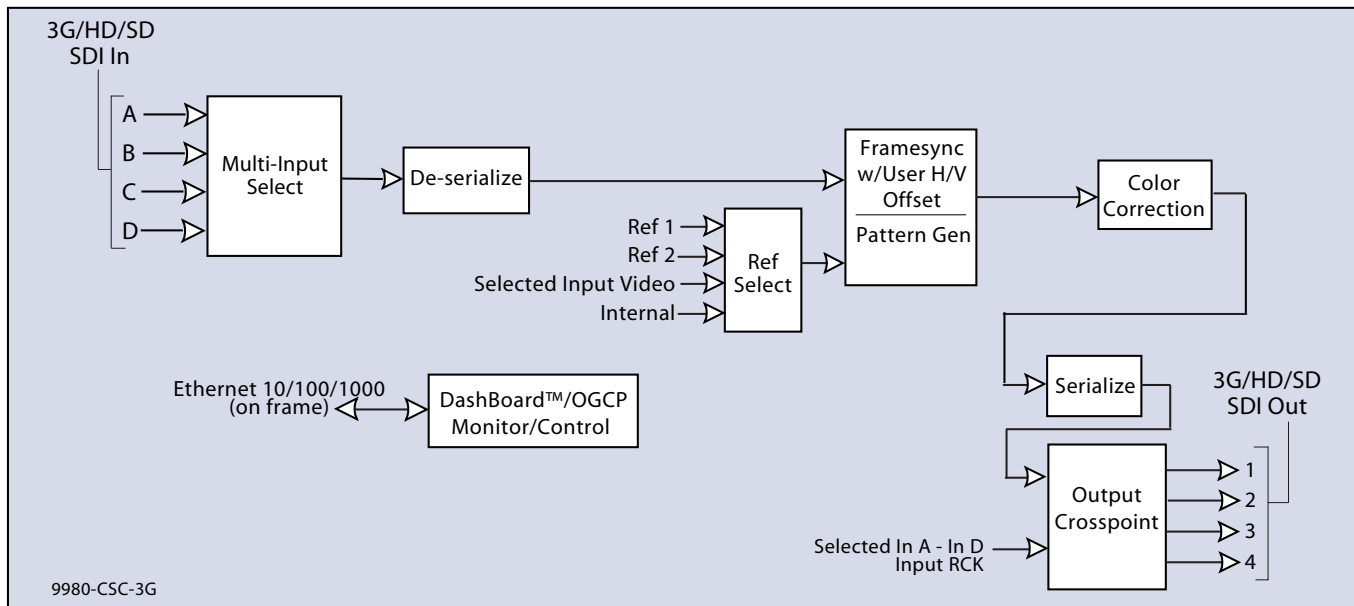 3G/HD/SD
SDI In
A
B
C
D
Multi-Input
Select
De-serialize
Ref 1
Ref 2
Selected Input Video
Internal
Ref
Select
Framesync
w/User H/V
Offset
Pattern Gen
Color
Correction
Ethernet 10/100/1000
(on frame)
DashBoard™/OGCP
Monitor/Control
Serialize
3G/HD/SD
SDI Out
Selected In A - In D
Input RCK
Output
Crosspoint
1
2
3
4
9980-CSC-3G